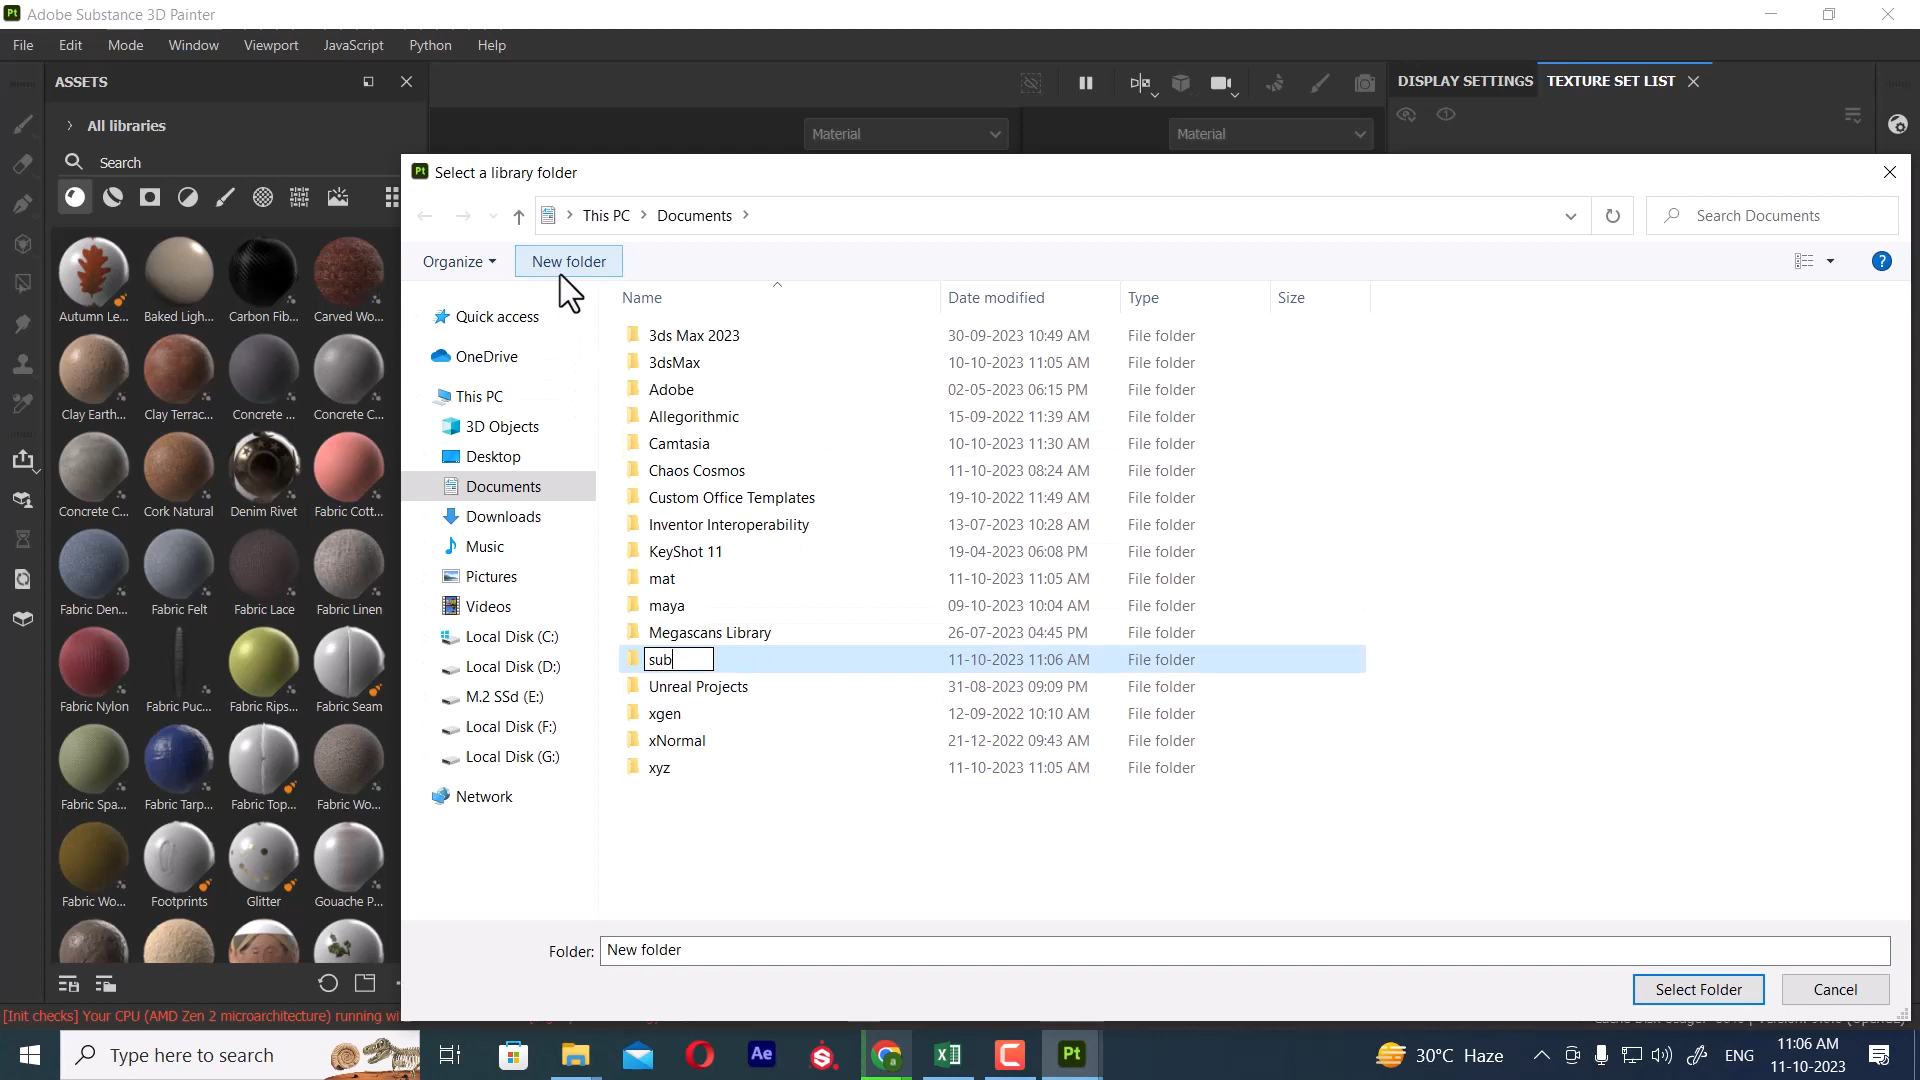 Pt Adobe Substance 3D Painter
File Edit Mode Window Viewport JavaScript Python Help
ASSETS
DISPLAY SETTINGS TEXTURE SET LIST
All libraries
Material
Material
Search
Pt Select a library folder
This PC Documents
Search Documents
Organize New folder
Name Date modified Type Size
Quick access
OneDrive
This PC
3D Objects
Desktop
Documents
Downloads
Music
Pictures
Videos
Local Disk (C:)
Local Disk (D:)
M.2 SSd (E:)
Local Disk (F:)
Local Disk (G:)
Network
3ds Max 2023 30-09-2023 10:49 AM File folder
3dsMax 10-10-2023 11:05 AM File folder
Adobe 02-05-2023 06:15 PM File folder
Allegorithmic 15-09-2022 11:39 AM File folder
Camtasia 10-10-2023 11:30 AM File folder
Chaos Cosmos 11-10-2023 08:24 AM File folder
Custom Office Templates 19-10-2022 11:49 AM File folder
Inventor Interoperability 13-07-2023 10:28 AM File folder
KeyShot 11 19-04-2023 06:08 PM File folder
mat 11-10-2023 11:05 AM File folder
maya 09-10-2023 10:04 AM File folder
Megascans Library 26-07-2023 04:45 PM File folder
sub 11-10-2023 11:06 AM File folder
Unreal Projects 31-08-2023 09:09 PM File folder
xgen 12-09-2022 10:10 AM File folder
xNormal 21-12-2022 09:43 AM File folder
xyz 11-10-2023 11:05 AM File folder
Autumn Le... Baked Ligh... Carbon Fib... Carved Wo...
Clay Earth... Clay Terrac... Concrete ... Concrete C...
Concrete C... Cork Natural Denim Rivet Fabric Cott...
Fabric Den... Fabric Felt Fabric Lace Fabric Linen
Fabric Nylon Fabric Puc... Fabric Rips... Fabric Seam
Fabric Spa... Fabric Tarp... Fabric Top... Fabric Wo...
Fabric Wo... Footprints Glitter Gouache P...
Folder: New folder
Select Folder Cancel
[Init checks] Your CPU (AMD Zen 2 microarchitecture) running wi
Type here to search
Ae
Pt
30°C Haze
ENG
11:06 AM
11-10-2023